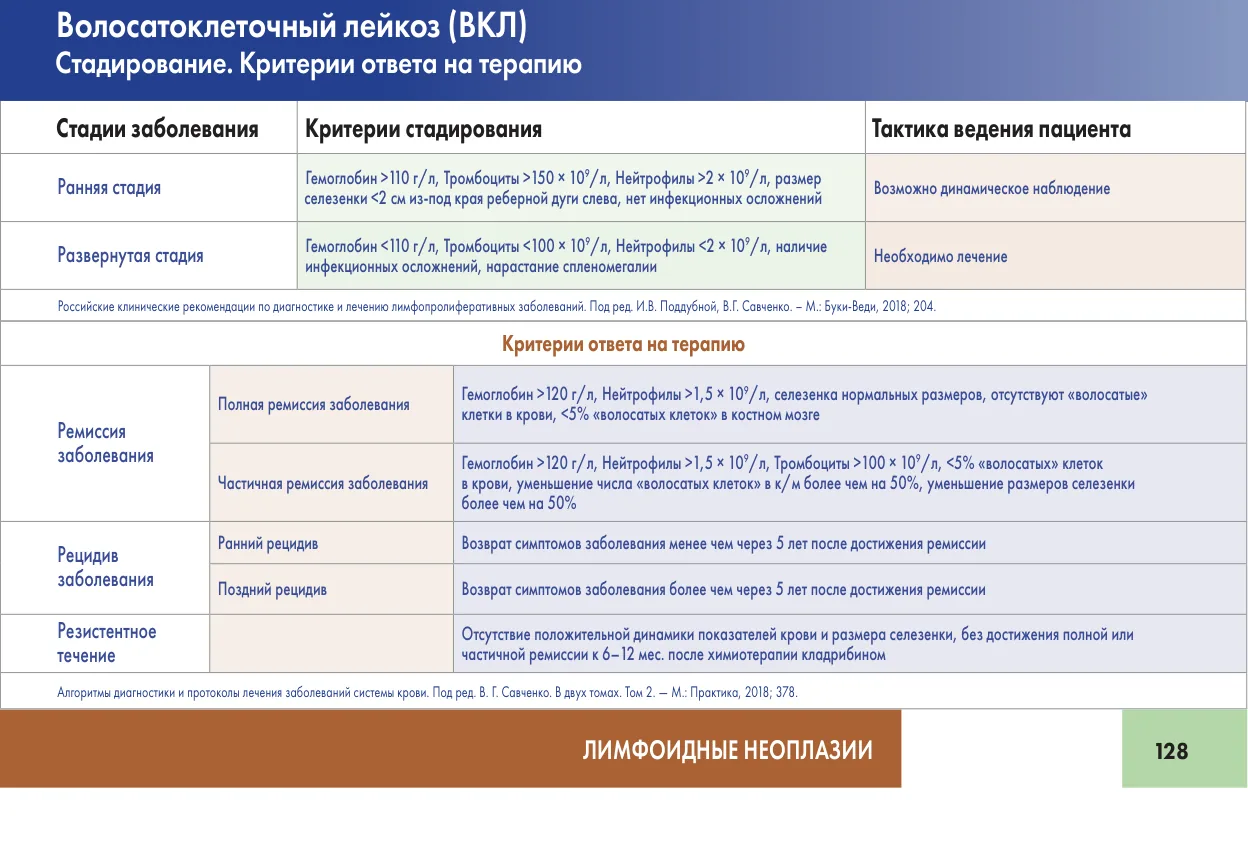 Волосатоклеточный лейкоз (ВКЛ)
Стадирование. Критерии ответа на терапию
Стадии заболевания
Критерии стадирования
Тактика ведения пациента
Ранняя стадия
Гемоглобин >110 г/л, Тромбоциты >150 × 10⁹/л, Нейтрофилы >2 × 10⁹/л, размер
селезенки <2 см из-под края реберной дуги слева, нет инфекционных осложнений
Возможно динамическое наблюдение
Развернутая стадия
Гемоглобин <110 г/л, Тромбоциты <100 × 10⁹/л, Нейтрофилы <2 × 10⁹/л, наличие
инфекционных осложнений, нарастание спленомегалии
Необходимо лечение
Российские клинические рекомендации по диагностике и лечению лимфопролиферативных заболеваний. Под ред. И.В. Поддубной, В.Г. Савченко. – М.: Буки-Веди, 2018; 204.
Критерии ответа на терапию
Ремиссия
заболевания
Полная ремиссия заболевания
Гемоглобин >120 г/л, Нейтрофилы >1,5 × 10⁹/л, селезенка нормальных размеров, отсутствуют «волосатые»
клетки в крови, <5% «волосатых клеток» в костном мозге
Частичная ремиссия заболевания
Гемоглобин >120 г/л, Нейтрофилы >1,5 × 10⁹/л, Тромбоциты >100 × 10⁹/л, <5% «волосатых» клеток
в крови, уменьшение числа «волосатых клеток» в к/м более чем на 50%, уменьшение размеров селезенки
более чем на 50%
Рецидив
заболевания
Ранний рецидив
Возврат симптомов заболевания менее чем через 5 лет после достижения ремиссии
Поздний рецидив
Возврат симптомов заболевания более чем через 5 лет после достижения ремиссии
Резистентное
течение
Отсутствие положительной динамики показателей крови и размера селезенки, без достижения полной или
частичной ремиссии к 6–12 мес. после химиотерапии кладрибином
Алгоритмы диагностики и протоколы лечения заболеваний системы крови. Под ред. В. Г. Савченко. В двух томах. Том 2. — М.: Практика, 2018; 378.
ЛИМФОИДНЫЕ НЕОПЛАЗИИ
128